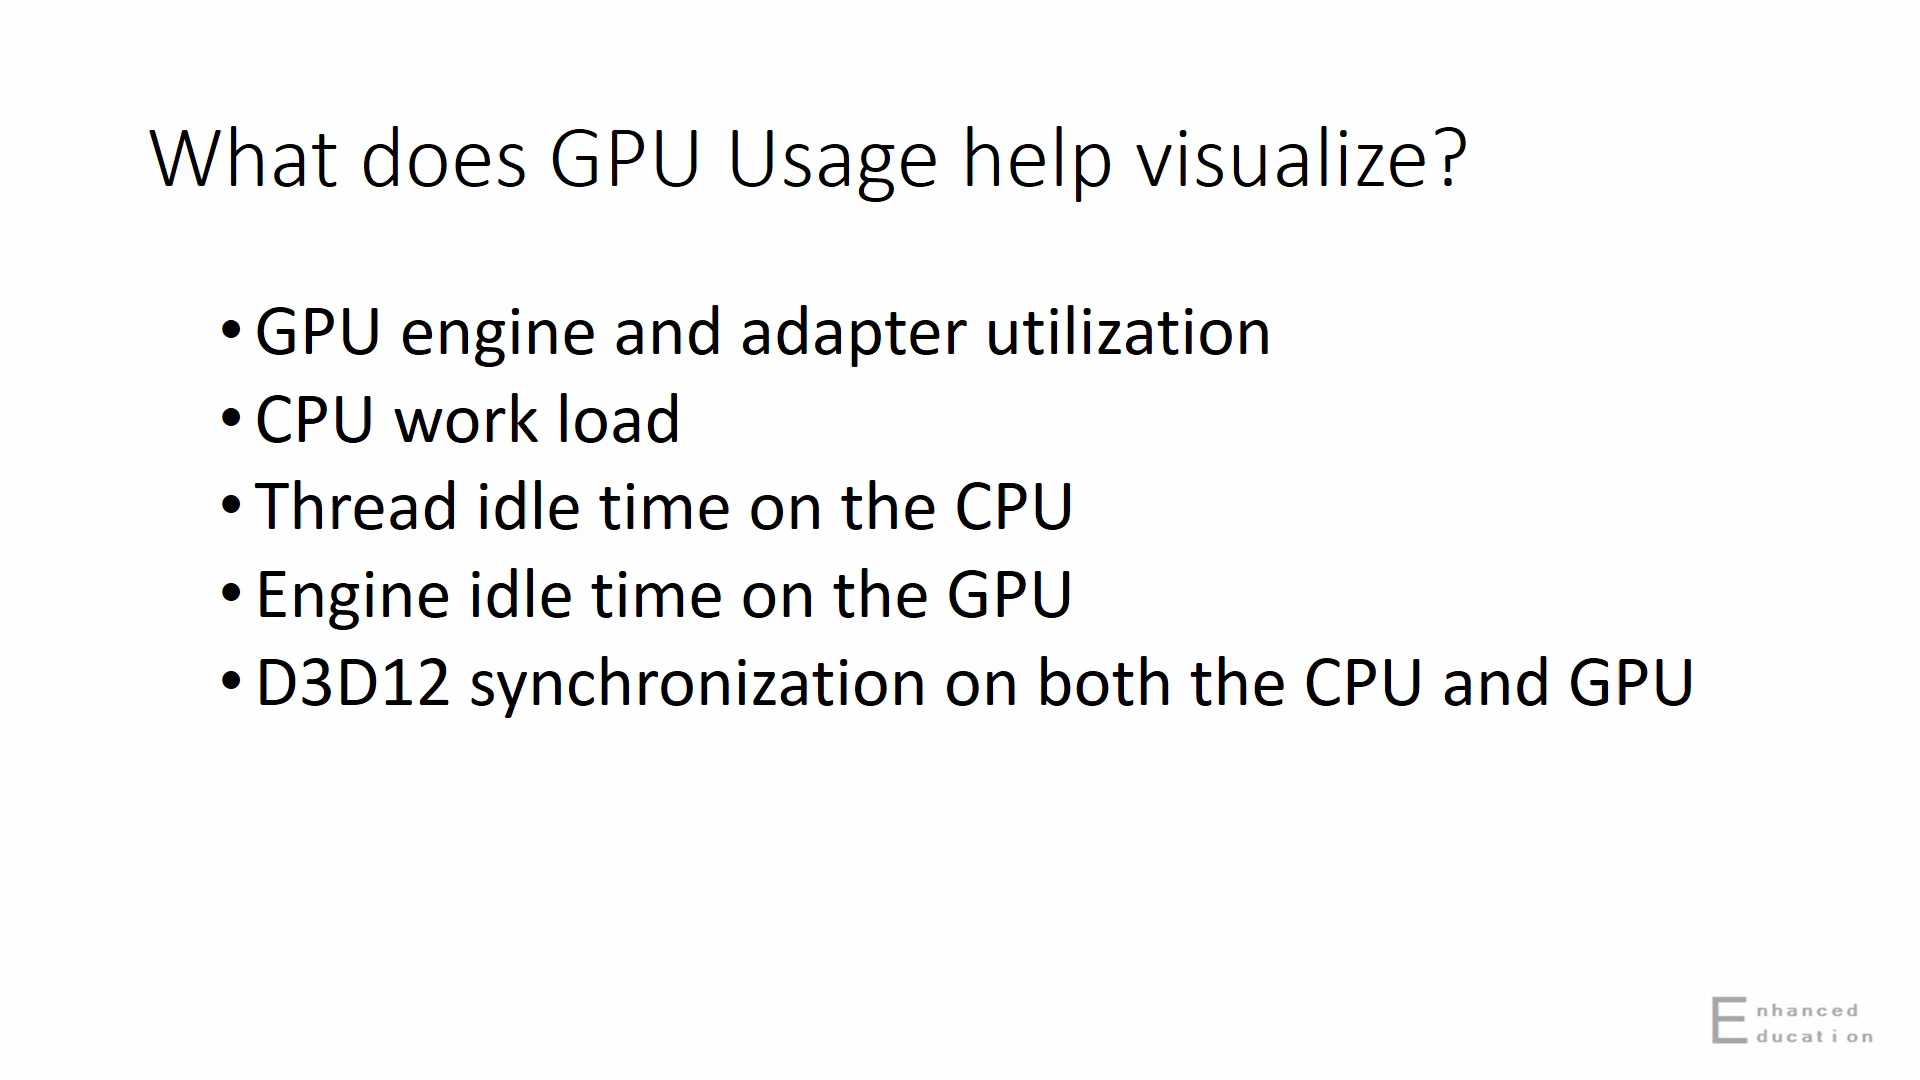 What does GPU Usage help visualize?
• GPU engine and adapter utilization
• CPU work load
• Thread idle time on the CPU
• Engine idle time on the GPU
• D3D12 synchronization on both the CPU and GPU
Enhanced
Education